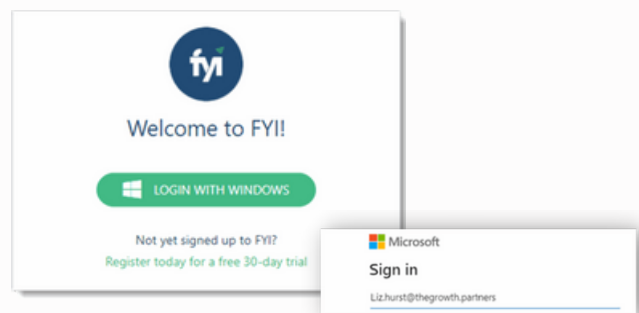 fyi
Welcome to FYI!
LOGIN WITH WINDOWS
Not yet signed up to FYI?
Register today for a free 30-day trial
Microsoft
Sign in
Liz.hurst@thegrowth.partners